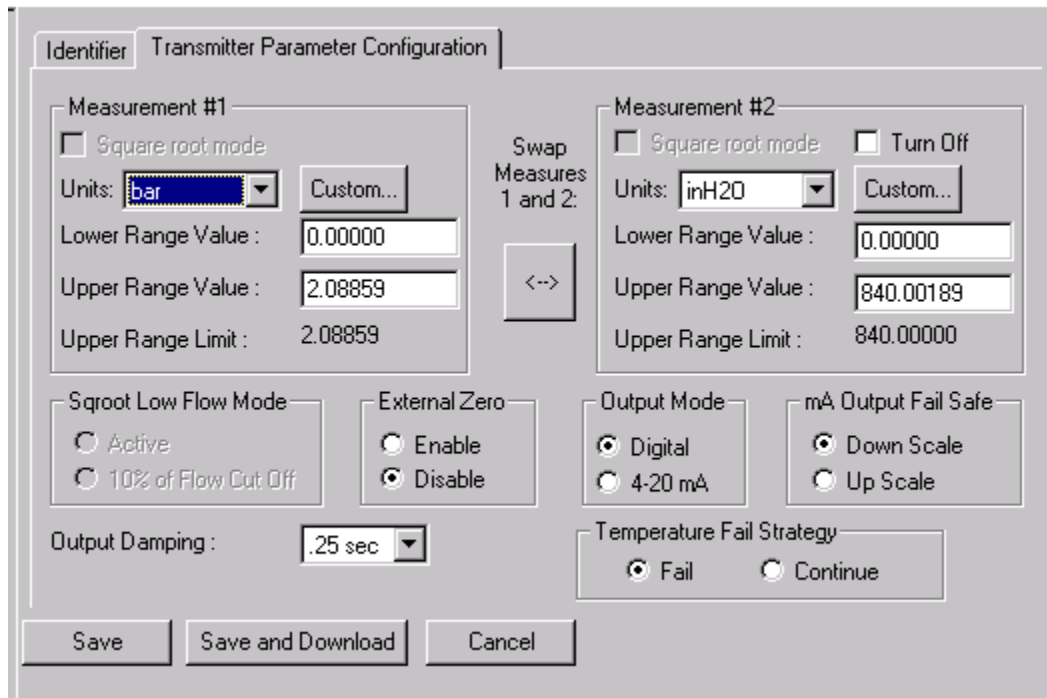 Identifier
Transmitter Parameter Configuration
Measurement #1
Square root mode
Units:
bar
Custom...
Lower Range Value :
0.00000
Upper Range Value :
2.08859
Upper Range Limit :
2.08859
Swap
Measures
1 and 2:
<-->
Measurement #2
Square root mode
Turn Off
Units:
inH2O
Custom...
Lower Range Value :
0.00000
Upper Range Value :
840.00189
Upper Range Limit :
840.00000
Sqroot Low Flow Mode
Active
10% of Flow Cut Off
External Zero
Enable
Disable
Output Mode
Digital
4-20 mA
mA Output Fail Safe
Down Scale
Up Scale
Output Damping :
.25 sec
Temperature Fail Strategy
Fail
Continue
Save
Save and Download
Cancel